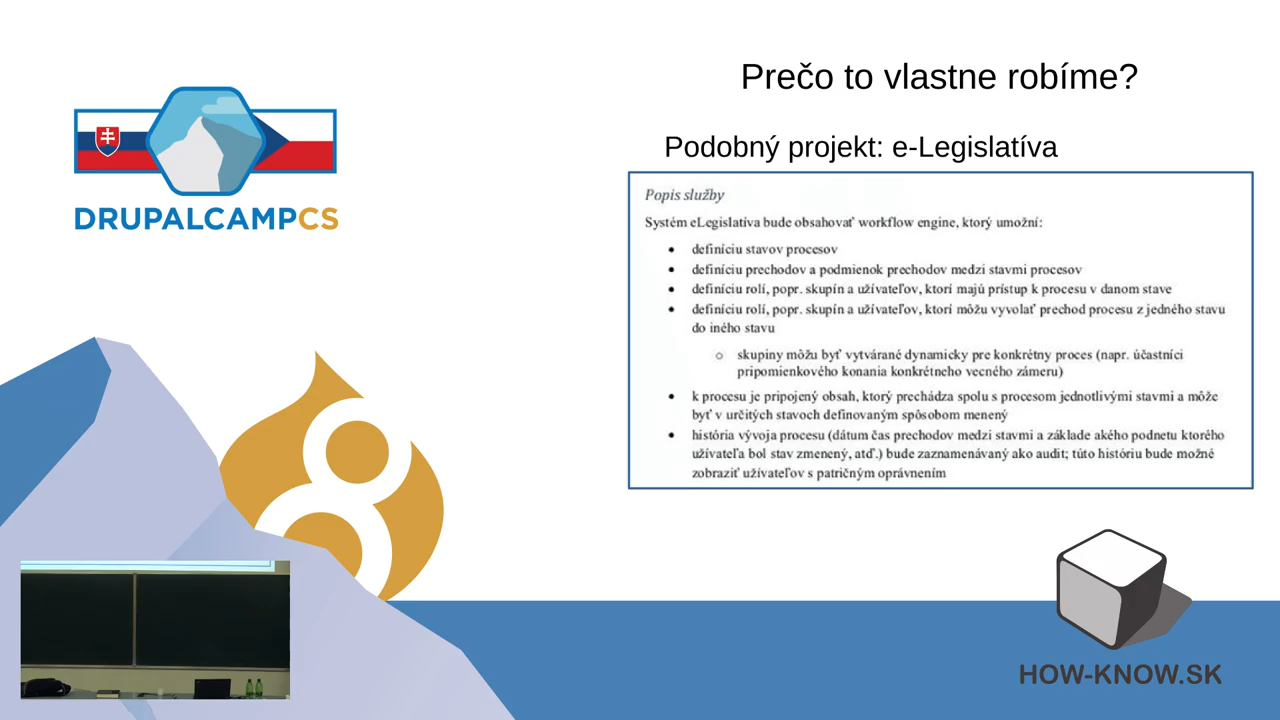 DRUPALCAMPCS
Prečo to vlastne robíme?
Podobný projekt: e-Legislatíva
Popis služby
Systém eLegislatíva bude obsahovať workflow engine, ktorý umožní:
• definíciu stavov procesov
• definíciu prechodov a podmienok prechodov medzi stavmi procesov
• definíciu rolí, popr. skupín a užívateľov, ktorí majú prístup k procesu v danom stave
• definíciu rolí, popr. skupín a užívateľov, ktorí môžu vyvolať prechod procesu z jedného stavu
do iného stavu
o skupiny môžu byť vytvárané dynamicky pre konkrétny proces (napr. účastníci
pripomienkového konania konkrétneho vecného zámeru)
• k procesu je pripojený obsah, ktorý prechádza spolu s procesom jednotlivými stavmi a môže
byť v určitých stavoch definovaným spôsobom menený
• história vývoja procesu (dátum čas prechodov medzi stavmi a základe akého podnetu ktorého
užívateľa bol stav zmenený, atď.) bude zaznamenávaný ako audit; túto históriu bude možné
zobraziť užívateľov s patričným oprávnením
8
HOW-KNOW.SK